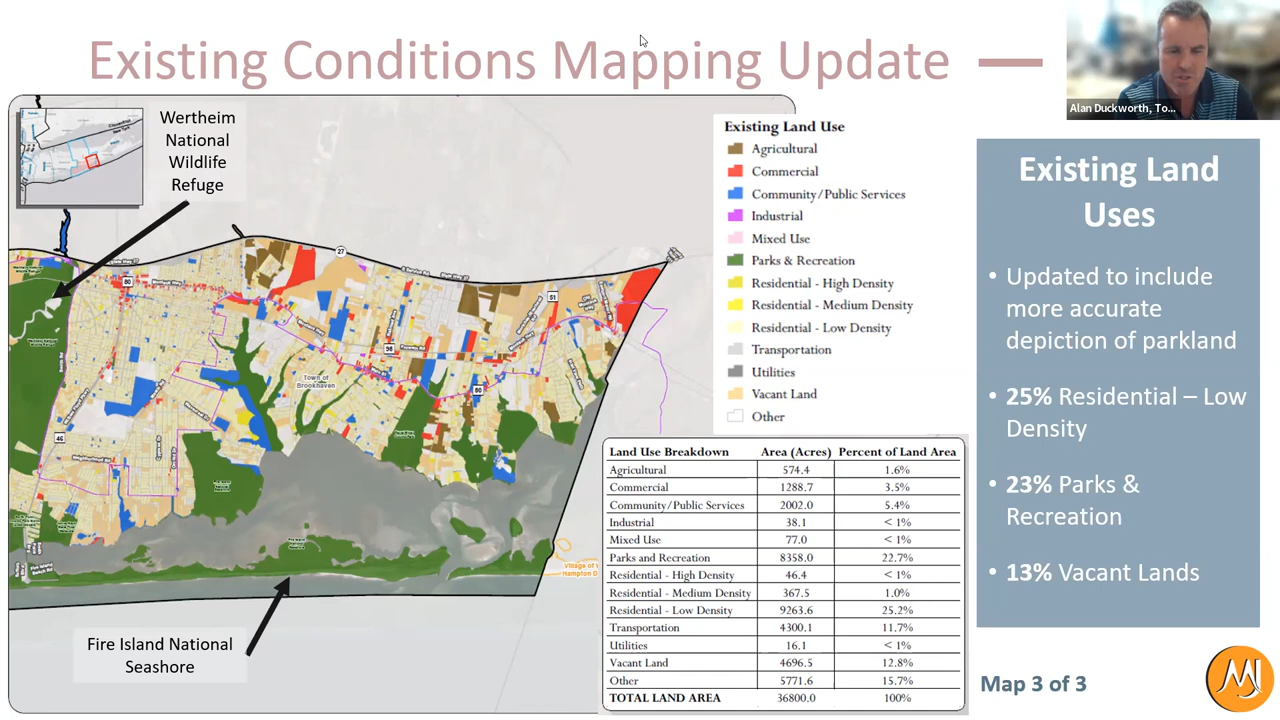 Existing Conditions Mapping Update
Alan Duckworth, To...
Wertheim
National
Wildlife
Refuge
27
80
51
98
80
46
Town of
Brookhaven
Fire Island National
Seashore
Existing Land Use
Agricultural
Commercial
Community/Public Services
Industrial
Mixed Use
Parks & Recreation
Residential - High Density
Residential - Medium Density
Residential - Low Density
Transportation
Utilities
Vacant Land
Other
Land Use Breakdown Area (Acres) Percent of Land Area
Agricultural 574.4 1.6%
Commercial 1288.7 3.5%
Community/Public Services 2002.0 5.4%
Industrial 38.1 < 1%
Mixed Use 77.0 < 1%
Parks and Recreation 8358.0 22.7%
Residential - High Density 46.4 < 1%
Residential - Medium Density 367.5 1.0%
Residential - Low Density 9263.6 25.2%
Transportation 4300.1 11.7%
Utilities 16.1 < 1%
Vacant Land 4696.5 12.8%
Other 5771.6 15.7%
TOTAL LAND AREA 36800.0 100%
Existing Land
Uses
• Updated to include
more accurate
depiction of parkland
• 25% Residential – Low
Density
• 23% Parks &
Recreation
• 13% Vacant Lands
Map 3 of 3
MJ